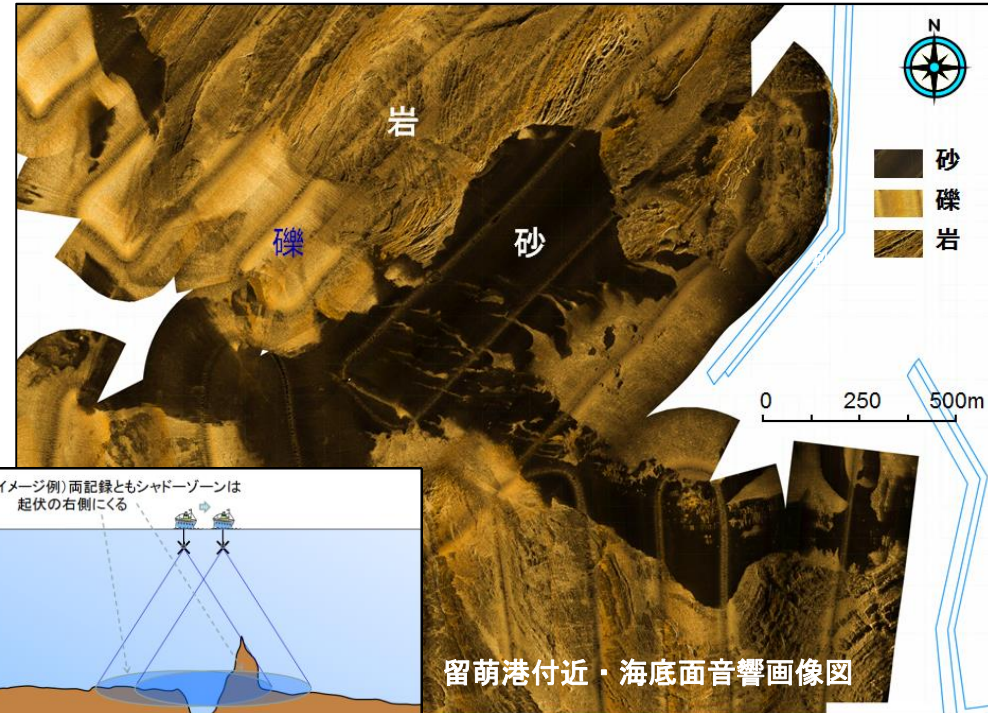 N
岩
砂
礫
岩
礫
砂
0 250 500m
イメージ例）両記録ともシャドーゾーンは
起伏の右側にくる
留萌港付近・海底面音響画像図